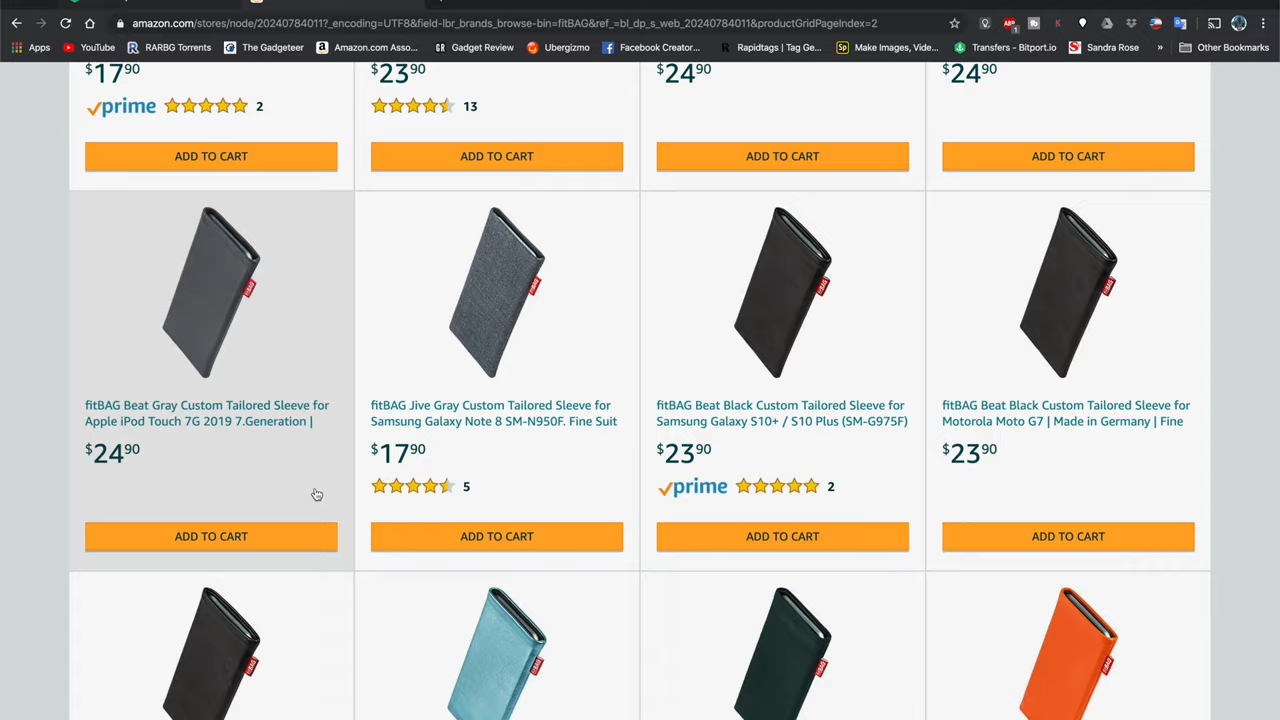 amazon.com/stores/node/20240784011?_encoding=UTF8&field-lbr_brands_browse-bin=fitBAG&ref_=bl_dp_s_web_20240784011&productGridPageIndex=2
Apps YouTube RARBG Torrents The Gadgeteer Amazon.com Asso... Gadget Review Ubergizmo Facebook Creator... Rapidtags | Tag Ge... Make Images, Vide... Transfers - Bitport.io Sandra Rose » Other Bookmarks
$17 90 $23 90 $24 90 $24 90
prime 2 13
ADD TO CART ADD TO CART ADD TO CART ADD TO CART
fitBAG Beat Gray Custom Tailored Sleeve for
Apple iPod Touch 7G 2019 7.Generation |
$24 90
ADD TO CART
fitBAG Jive Gray Custom Tailored Sleeve for
Samsung Galaxy Note 8 SM-N950F. Fine Suit
$17 90
5
ADD TO CART
fitBAG Beat Black Custom Tailored Sleeve for
Samsung Galaxy S10+ / S10 Plus (SM-G975F)
$23 90
prime 2
ADD TO CART
fitBAG Beat Black Custom Tailored Sleeve for
Motorola Moto G7 | Made in Germany | Fine
$23 90
ADD TO CART